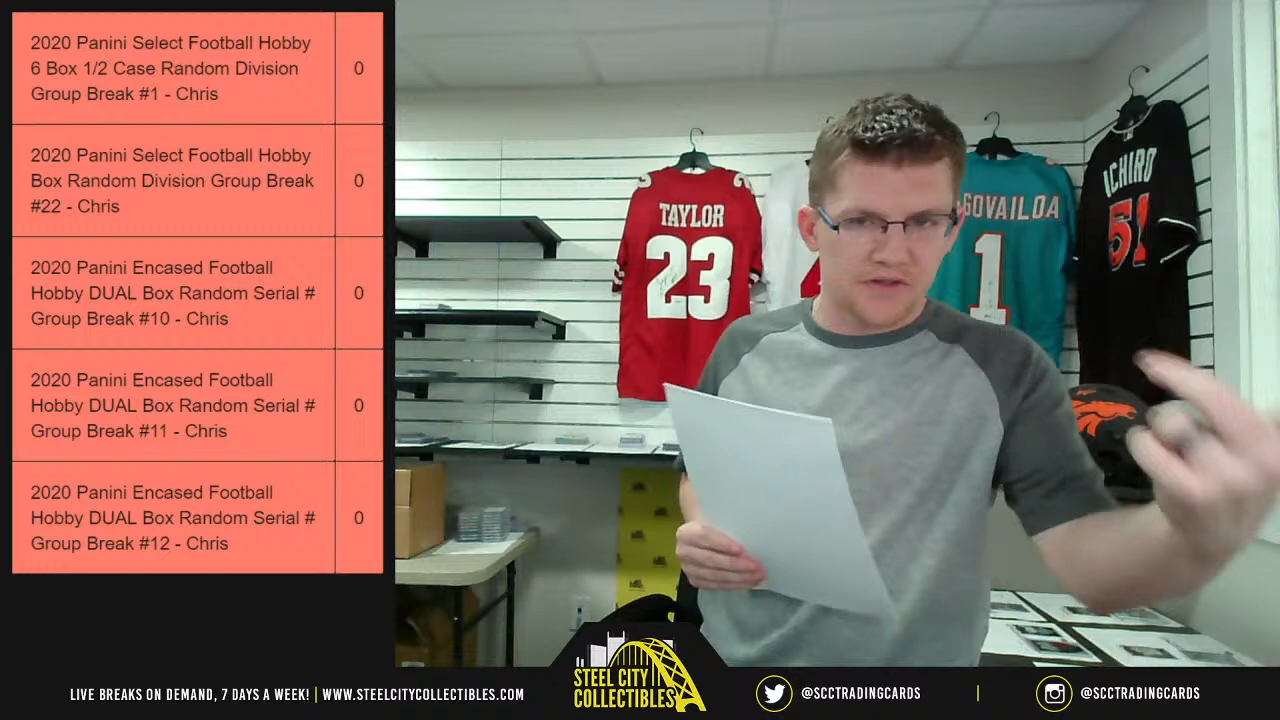 2020 Panini Select Football Hobby
6 Box 1/2 Case Random Division
Group Break #1 - Chris
0
2020 Panini Select Football Hobby
Box Random Division Group Break
#22 - Chris
0
2020 Panini Encased Football
Hobby DUAL Box Random Serial #
Group Break #10 - Chris
0
2020 Panini Encased Football
Hobby DUAL Box Random Serial #
Group Break #11 - Chris
0
2020 Panini Encased Football
Hobby DUAL Box Random Serial #
Group Break #12 - Chris
0
TAYLOR
23
GOVAILOA
1
ICHIRO
51
LIVE BREAKS ON DEMAND, 7 DAYS A WEEK! | WWW.STEELCITYCOLLECTIBLES.COM
STEEL CITY
COLLECTIBLES
@SCCTRADINGCARDS
|
@SCCTRADINGCARDS